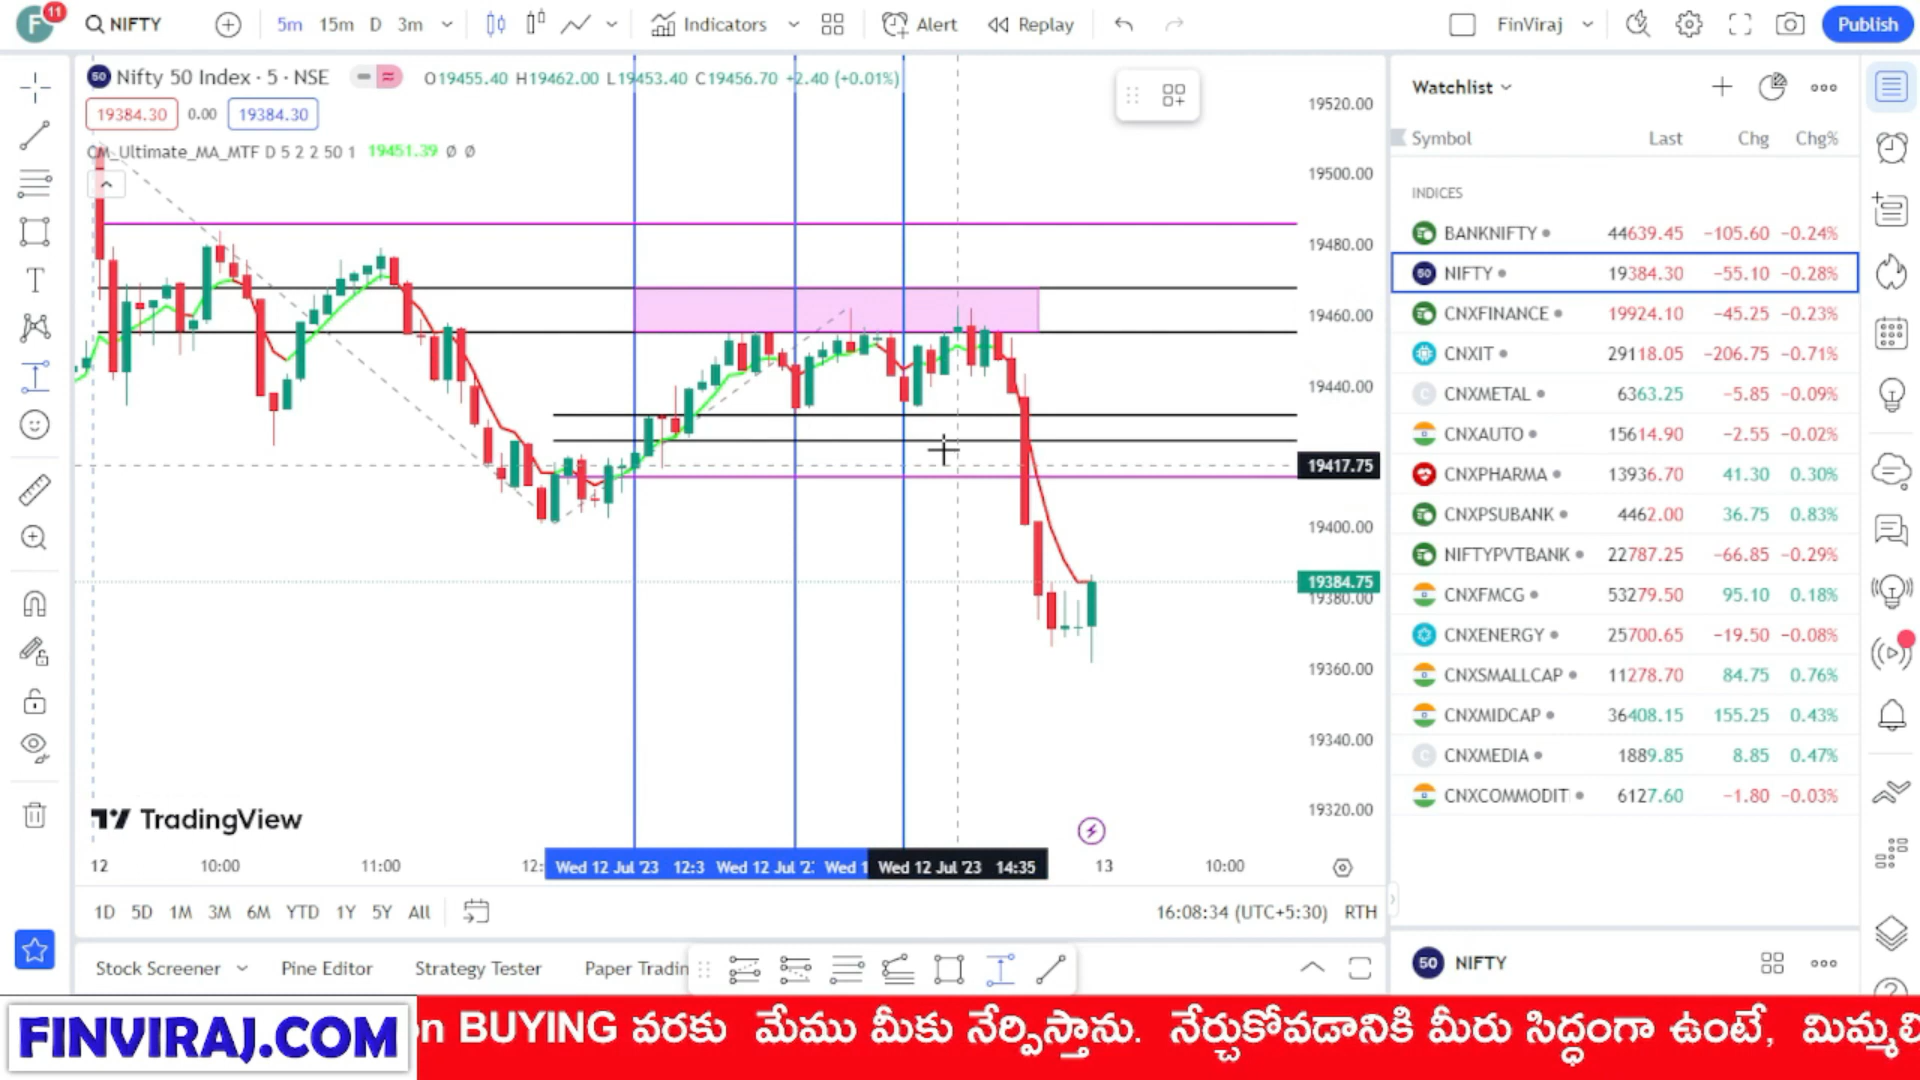 F 11 NIFTY 5m 15m D 3m Indicators Alert Replay FinViraj Publish
50 Nifty 50 Index · 5 · NSE O19455.40 H19462.00 L19453.40 C19456.70 +2.40 (+0.01%)
19384.30 0.00 19384.30
CM_Ultimate_MA_MTF D 5 2 2 50 1 19451.39 Ø Ø
19520.00
19500.00
19480.00
19460.00
19440.00
19417.75
19400.00
19384.75
19380.00
19360.00
19340.00
19320.00
TradingView
12 10:00 11:00 12: Wed 12 Jul '23 12:3 Wed 12 Jul '2 Wed 1 Wed 12 Jul '23 14:35 13 10:00
1D 5D 1M 3M 6M YTD 1Y 5Y All 16:08:34 (UTC+5:30) RTH
Stock Screener Pine Editor Strategy Tester Paper Tradin
Watchlist
Symbol Last Chg Chg%
INDICES
BANKNIFTY 44639.45 −105.60 −0.24%
50 NIFTY 19384.30 −55.10 −0.28%
CNXFINANCE 19924.10 −45.25 −0.23%
CNXIT 29118.05 −206.75 −0.71%
C CNXMETAL 6363.25 −5.85 −0.09%
CNXAUTO 15614.90 −2.55 −0.02%
CNXPHARMA 13936.70 41.30 0.30%
CNXPSUBANK 4462.00 36.75 0.83%
NIFTYPVTBANK 22787.25 −66.85 −0.29%
CNXFMCG 53279.50 95.10 0.18%
CNXENERGY 25700.65 −19.50 −0.08%
CNXSMALLCAP 11278.70 84.75 0.76%
CNXMIDCAP 36408.15 155.25 0.43%
C CNXMEDIA 1889.85 8.85 0.47%
CNXCOMMODIT 6127.60 −1.80 −0.03%
50 NIFTY
FINVIRAJ.COM
on BUYING వరకు మేము మీకు నేర్పిస్తాను. నేర్చుకోవడానికి మీరు సిద్ధంగా ఉంటే, మిమ్మలి